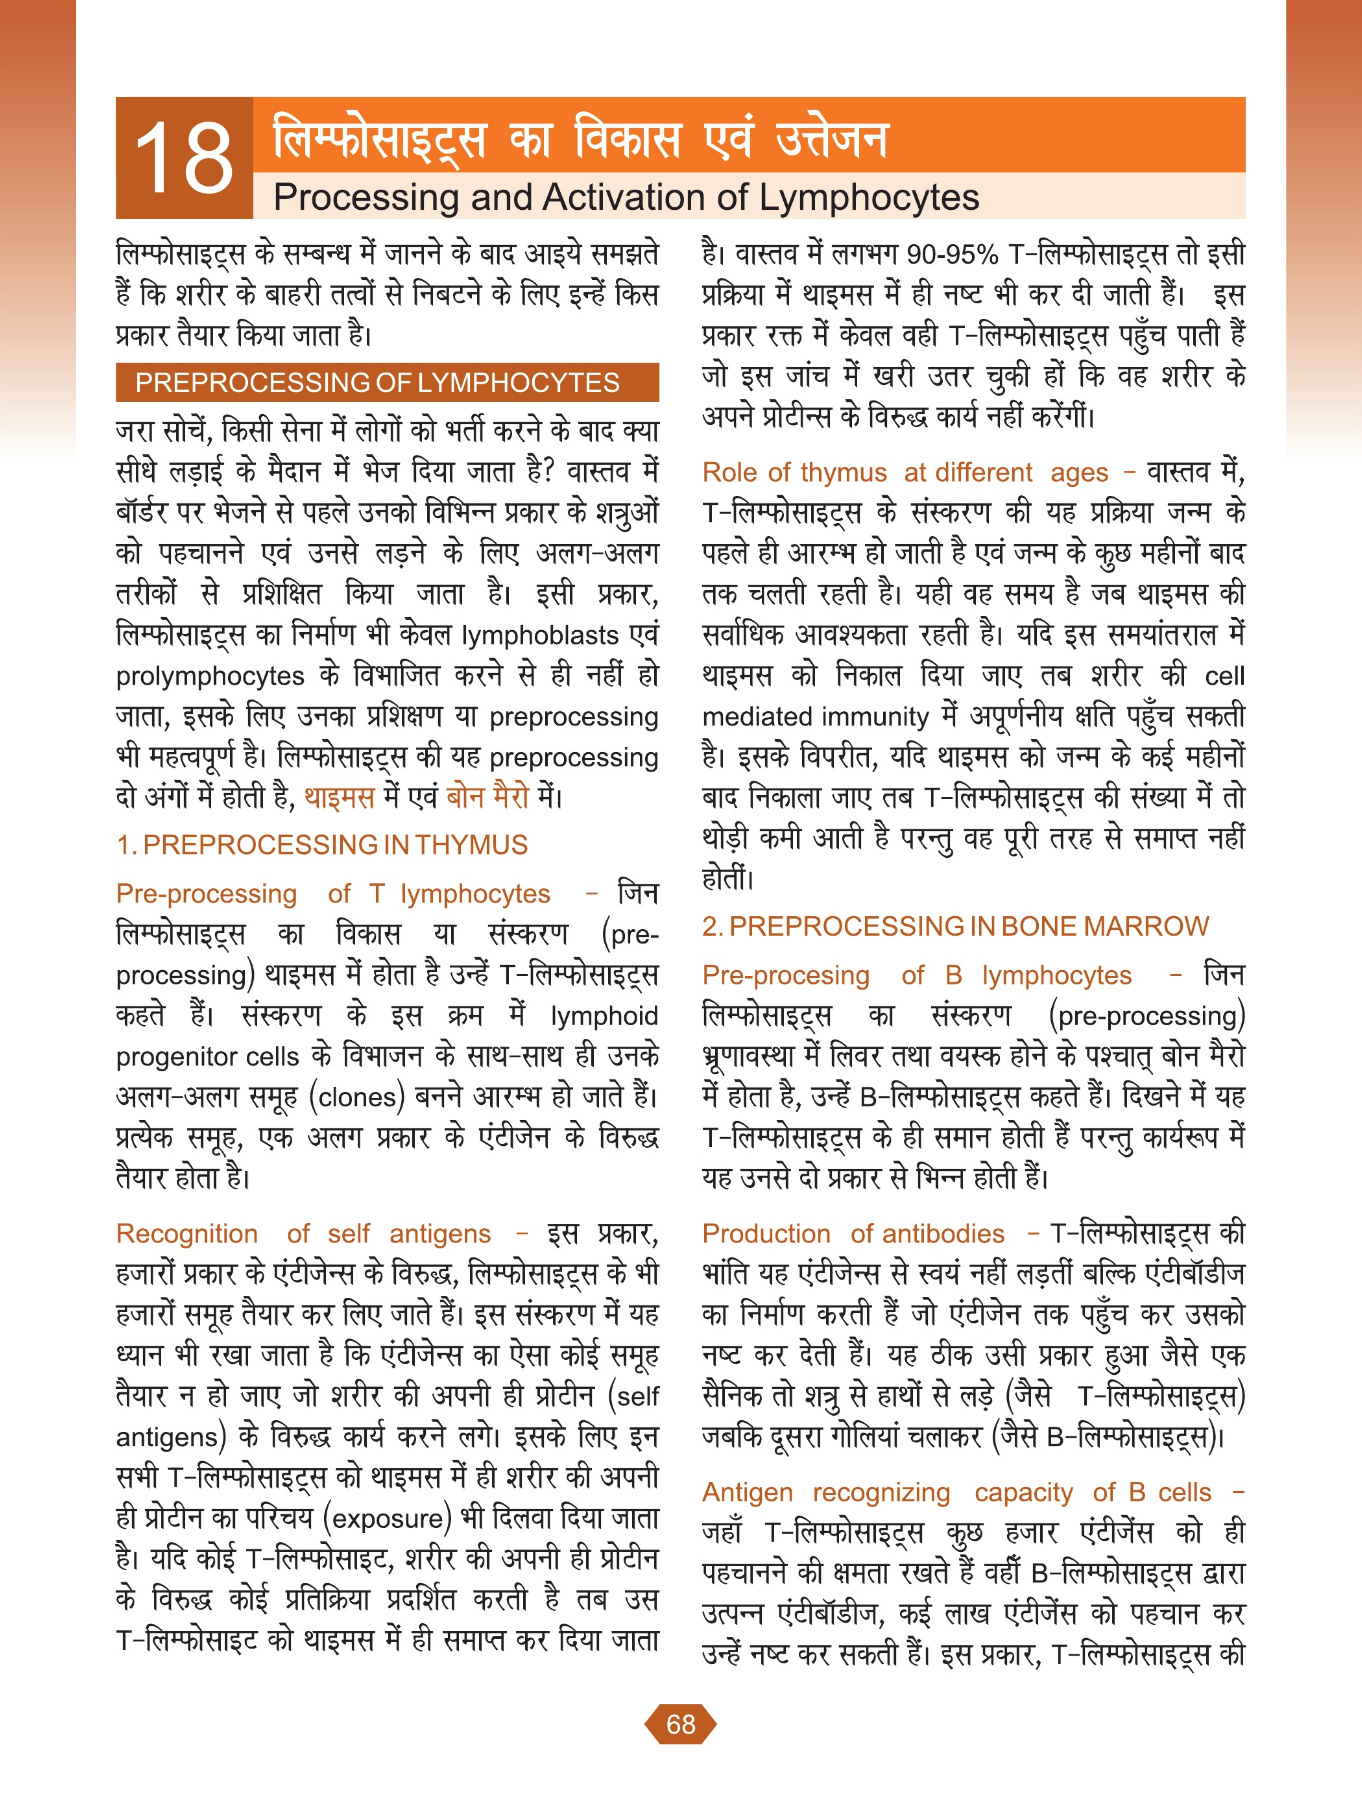 18
लिम्फोसाइट्स का विकास एवं उत्तेजन
Processing and Activation of Lymphocytes
लिम्फोसाइट्स के सम्बन्ध में जानने के बाद आइये समझते
हैं कि शरीर के बाहरी तत्वों से निबटने के लिए इन्हें किस
प्रकार तैयार किया जाता है।
PREPROCESSING OF LYMPHOCYTES
जरा सोचें, किसी सेना में लोगों को भर्ती करने के बाद क्या
सीधे लड़ाई के मैदान में भेज दिया जाता है? वास्तव में
बॉर्डर पर भेजने से पहले उनको विभिन्न प्रकार के शत्रुओं
को पहचानने एवं उनसे लड़ने के लिए अलग-अलग
तरीकों से प्रशिक्षित किया जाता है। इसी प्रकार,
लिम्फोसाइट्स का निर्माण भी केवल lymphoblasts एवं
prolymphocytes के विभाजित करने से ही नहीं हो
जाता, इसके लिए उनका प्रशिक्षण या preprocessing
भी महत्वपूर्ण है। लिम्फोसाइट्स की यह preprocessing
दो अंगों में होती है, थाइमस में एवं बोन मैरो में।
1. PREPROCESSING IN THYMUS
Pre-processing of T lymphocytes - जिन
लिम्फोसाइट्स का विकास या संस्करण (pre-
processing) थाइमस में होता है उन्हें T-लिम्फोसाइट्स
कहते हैं। संस्करण के इस क्रम में lymphoid
progenitor cells के विभाजन के साथ-साथ ही उनके
अलग-अलग समूह (clones) बनने आरम्भ हो जाते हैं।
प्रत्येक समूह, एक अलग प्रकार के एंटीजेन के विरुद्ध
तैयार होता है।
Recognition of self antigens - इस प्रकार,
हजारों प्रकार के एंटीजेन्स के विरुद्ध, लिम्फोसाइट्स के भी
हजारों समूह तैयार कर लिए जाते हैं। इस संस्करण में यह
ध्यान भी रखा जाता है कि एंटीजेन्स का ऐसा कोई समूह
तैयार न हो जाए जो शरीर की अपनी ही प्रोटीन (self
antigens) के विरुद्ध कार्य करने लगे। इसके लिए इन
सभी T-लिम्फोसाइट्स को थाइमस में ही शरीर की अपनी
ही प्रोटीन का परिचय (exposure) भी दिलवा दिया जाता
है। यदि कोई T-लिम्फोसाइट, शरीर की अपनी ही प्रोटीन
के विरुद्ध कोई प्रतिक्रिया प्रदर्शित करती है तब उस
T-लिम्फोसाइट को थाइमस में ही समाप्त कर दिया जाता
है। वास्तव में लगभग 90-95% T-लिम्फोसाइट्स तो इसी
प्रक्रिया में थाइमस में ही नष्ट भी कर दी जाती हैं। इस
प्रकार रक्त में केवल वही T-लिम्फोसाइट्स पहुँच पाती हैं
जो इस जांच में खरी उतर चुकी हों कि वह शरीर के
अपने प्रोटीन्स के विरुद्ध कार्य नहीं करेंगीं।
Role of thymus at different ages - वास्तव में,
T-लिम्फोसाइट्स के संस्करण की यह प्रक्रिया जन्म के
पहले ही आरम्भ हो जाती है एवं जन्म के कुछ महीनों बाद
तक चलती रहती है। यही वह समय है जब थाइमस की
सर्वाधिक आवश्यकता रहती है। यदि इस समयांतराल में
थाइमस को निकाल दिया जाए तब शरीर की cell
mediated immunity में अपूर्णनीय क्षति पहुँच सकती
है। इसके विपरीत, यदि थाइमस को जन्म के कई महीनों
बाद निकाला जाए तब T-लिम्फोसाइट्स की संख्या में तो
थोड़ी कमी आती है परन्तु वह पूरी तरह से समाप्त नहीं
होतीं।
2. PREPROCESSING IN BONE MARROW
Pre-procesing of B lymphocytes - जिन
लिम्फोसाइट्स का संस्करण (pre-processing)
भ्रूणावस्था में लिवर तथा वयस्क होने के पश्चात् बोन मैरो
में होता है, उन्हें B-लिम्फोसाइट्स कहते हैं। दिखने में यह
T-लिम्फोसाइट्स के ही समान होती हैं परन्तु कार्यरूप में
यह उनसे दो प्रकार से भिन्न होती हैं।
Production of antibodies - T-लिम्फोसाइट्स की
भांति यह एंटीजेन्स से स्वयं नहीं लड़तीं बल्कि एंटीबॉडीज
का निर्माण करती हैं जो एंटीजेन तक पहुँच कर उसको
नष्ट कर देती हैं। यह ठीक उसी प्रकार हुआ जैसे एक
सैनिक तो शत्रु से हाथों से लड़े (जैसे T-लिम्फोसाइट्स)
जबकि दूसरा गोलियां चलाकर (जैसे B-लिम्फोसाइट्स)।
Antigen recognizing capacity of B cells -
जहाँ T-लिम्फोसाइट्स कुछ हजार एंटीजेंस को ही
पहचानने की क्षमता रखते हैं वहीँ B-लिम्फोसाइट्स द्वारा
उत्पन्न एंटीबॉडीज, कई लाख एंटीजेंस को पहचान कर
उन्हें नष्ट कर सकती हैं। इस प्रकार, T-लिम्फोसाइट्स की
68